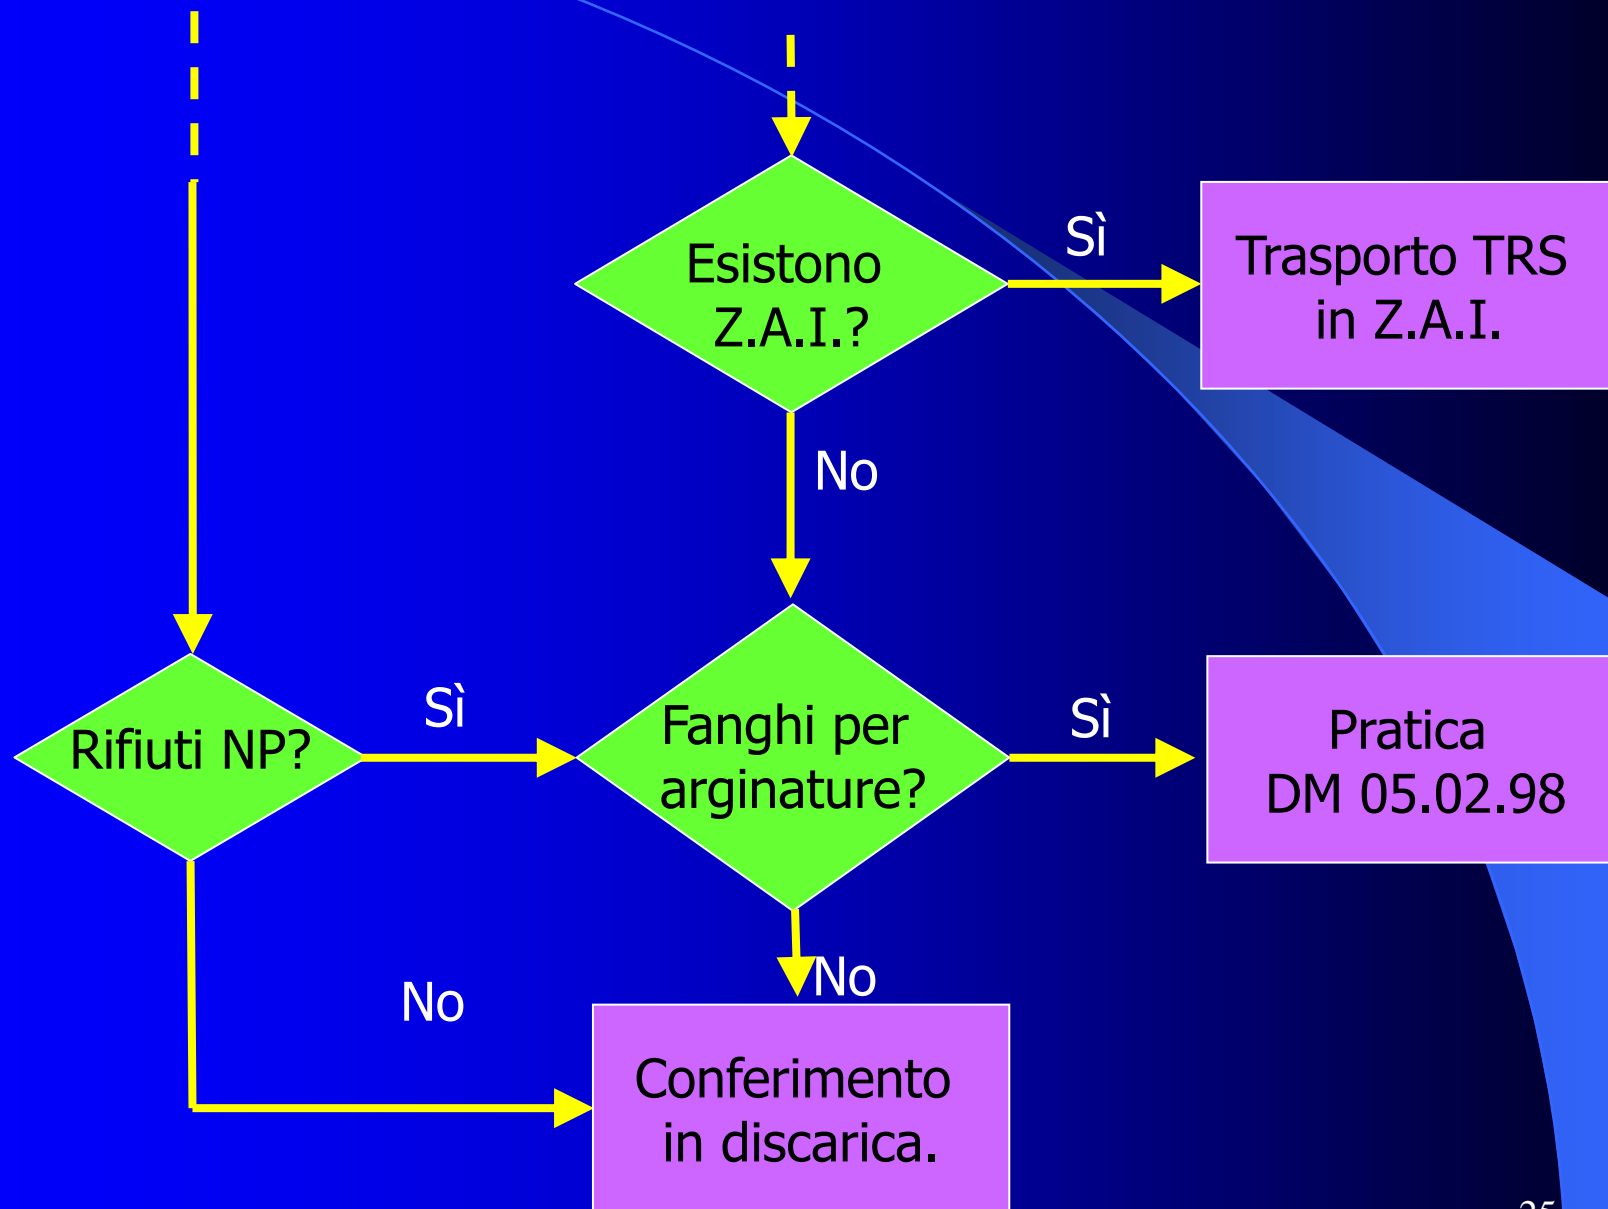 Esistono
Z.A.I.?
Sì
Trasporto TRS
in Z.A.I.
No
Rifiuti NP?
Sì
Fanghi per
arginature?
Sì
Pratica
DM 05.02.98
No
No
Conferimento
in discarica.
25